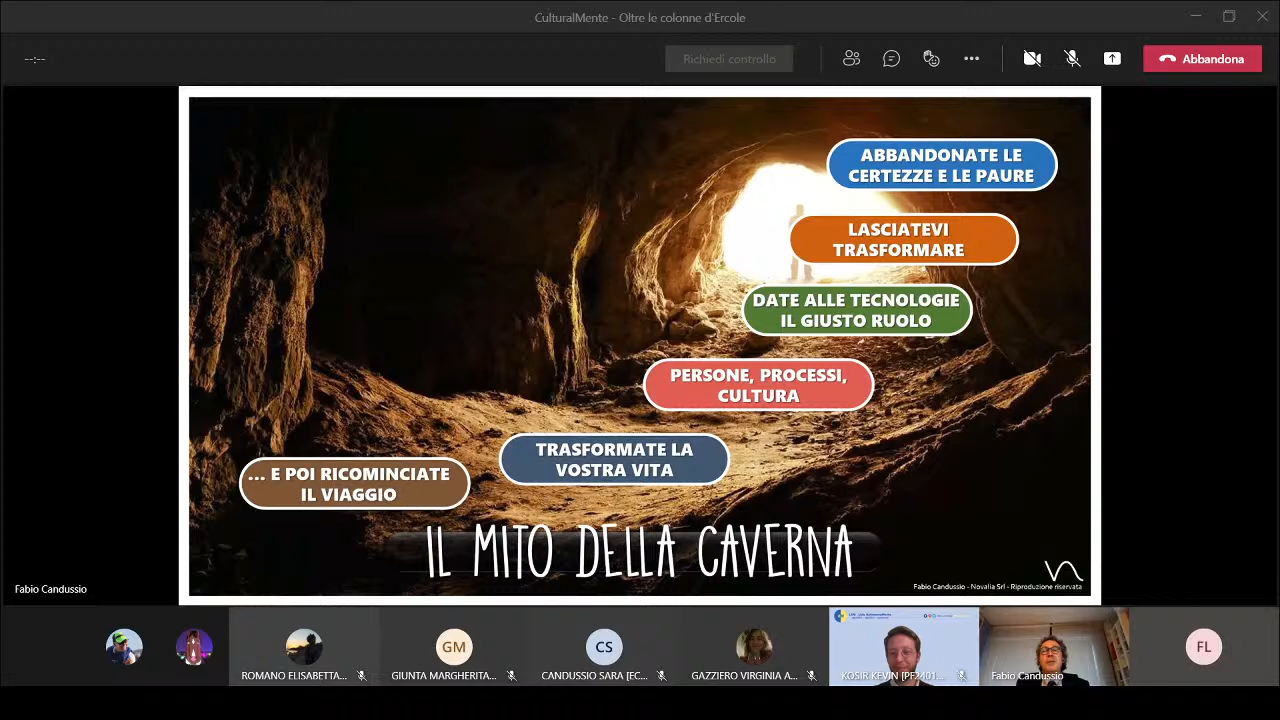 CulturalMente - Oltre le colonne d'Ercole
--:--
Richiedi controllo
Abbandona
ABBANDONATE LE
CERTEZZE E LE PAURE
LASCIATEVI
TRASFORMARE
DATE ALLE TECNOLOGIE
IL GIUSTO RUOLO
PERSONE, PROCESSI,
CULTURA
TRASFORMATE LA
VOSTRA VITA
... E POI RICOMINCIATE
IL VIAGGIO
IL MITO DELLA CAVERNA
Fabio Candussio - Novalia Srl - Riproduzione riservata
Fabio Candussio
GM
CS
FL
ROMANO ELISABETTA...
GIUNTA MARGHERITA...
CANDUSSIO SARA [EC...
GAZZIERO VIRGINIA A...
KOSIR KEVIN [PF2401...
Fabio Candussio